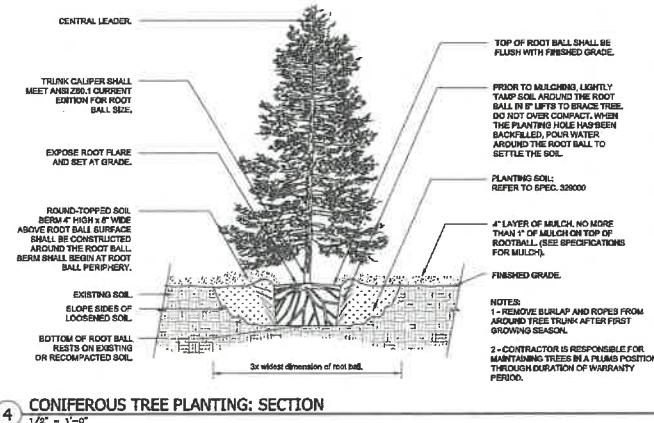 CENTRAL LEADER.
TRUNK CALIPER SHALL
MEET ANSI Z60.1 CURRENT
EDITION FOR ROOT
BALL SIZE.
EXPOSE ROOT FLARE
AND SET AT GRADE.
ROUND-TOPPED SOIL
BERM 4" HIGH x 8" WIDE
ABOVE ROOT BALL SURFACE
SHALL BE CONSTRUCTED
AROUND THE ROOT BALL.
BERM SHALL BEGIN AT ROOT
BALL PERIPHERY.
EXISTING SOIL.
SLOPE SIDES OF
LOOSENED SOIL.
BOTTOM OF ROOT BALL
RESTS ON EXISTING
OR RECOMPACTED SOIL.
TOP OF ROOT BALL SHALL BE
FLUSH WITH FINISHED GRADE.
PRIOR TO MULCHING, LIGHTLY
TAMP SOIL AROUND THE ROOT
BALL IN 6" LIFTS TO BRACE TREE.
DO NOT OVER COMPACT. WHEN
THE PLANTING HOLE HAS BEEN
BACKFILLED, POUR WATER
AROUND THE ROOT BALL TO
SETTLE THE SOIL.
PLANTING SOIL;
REFER TO SPEC. 329000
4" LAYER OF MULCH. NO MORE
THAN 1" OF MULCH ON TOP OF
ROOTBALL. (SEE SPECIFICATIONS
FOR MULCH).
FINISHED GRADE.
NOTES:
1 - REMOVE BURLAP AND ROPES FROM
AROUND TREE TRUNK AFTER FIRST
GROWING SEASON.
2 - CONTRACTOR IS RESPONSIBLE FOR
MAINTAINING TREES IN A PLUMB POSITION
THROUGH DURATION OF WARRANTY
PERIOD.
3x widest dimension of root ball.
4 CONIFEROUS TREE PLANTING: SECTION
1/2" = 1'-0"